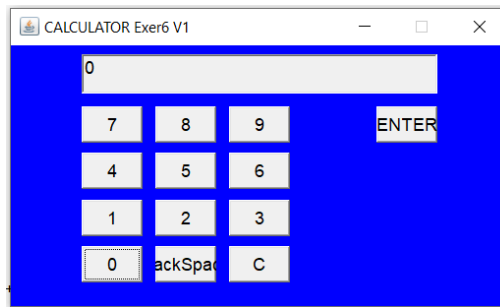 CALCULATOR Exer6 V1
0
7 8 9 ENTER
4 5 6
1 2 3
0 ackSpac C